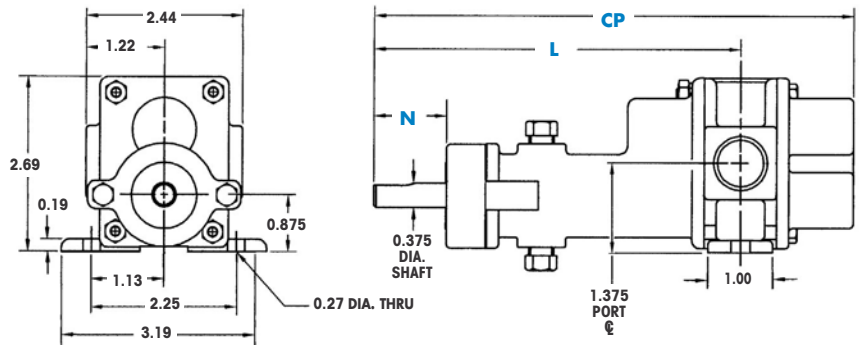 2.44
1.22
2.69
0.19
0.875
1.13
2.25
3.19
0.27 DIA. THRU
CP
L
N
0.375
DIA.
SHAFT
1.375
PORT
℄
1.00